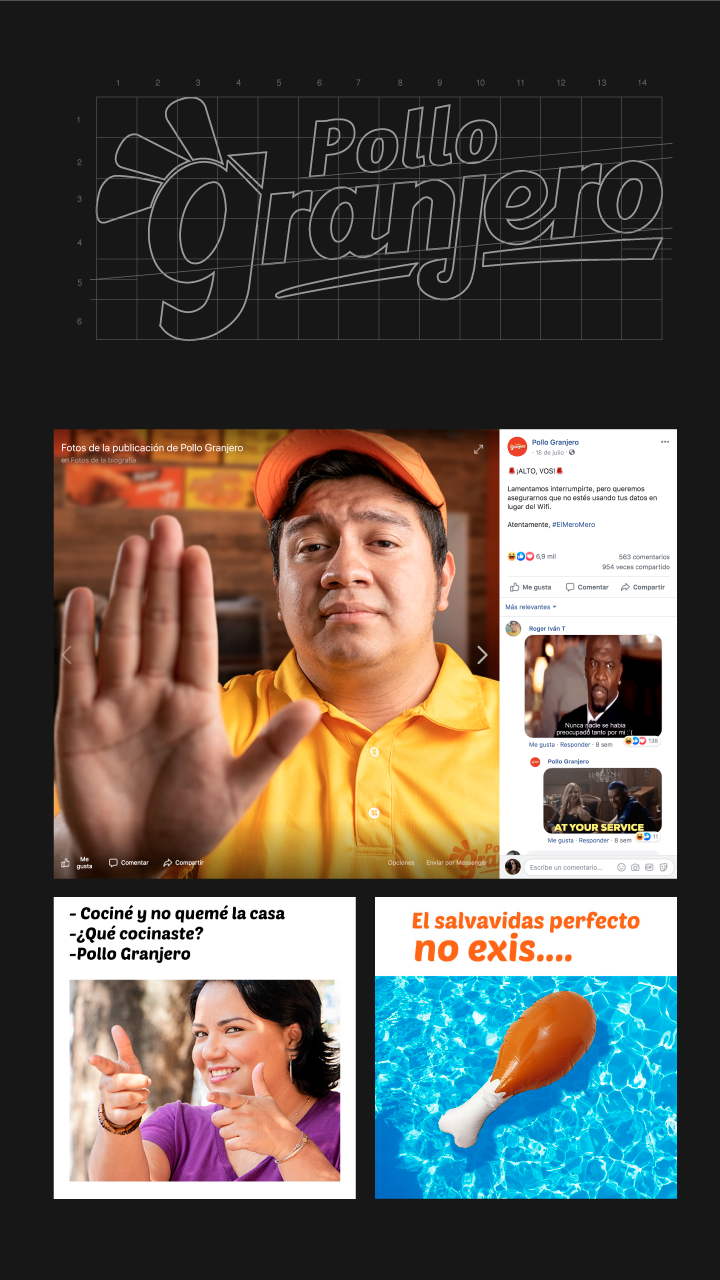 1 2 3 4 5 6 7 8 9 10 11 12 13 14
1
2
3
4
5
6
Pollo
granjero
Fotos de la publicación de Pollo Granjero
en Fotos de la biografía
Me gusta
Comentar
Compartir
Opciones
Enviar por Messenger
Pollo Granjero
16 de julio
¡ALTO, VOS!
Lamentamos interrumpirte, pero queremos
asegurarnos que no estés usando tus datos en
lugar del Wifi.
Atentamente, #ElMeroMero
6,9 mil
563 comentarios
954 veces compartido
Me gusta
Comentar
Compartir
Más relevantes
Roger Iván T
Nunca nadie se había
preocupado tanto por mi :'(
138
Me gusta · Responder · 8 sem
Pollo Granjero
AT YOUR SERVICE
11
Me gusta · Responder · 8 sem
Escribe un comentario...
GIF
- Cociné y no quemé la casa
-¿Qué cocinaste?
-Pollo Granjero
El salvavidas perfecto
no exis....